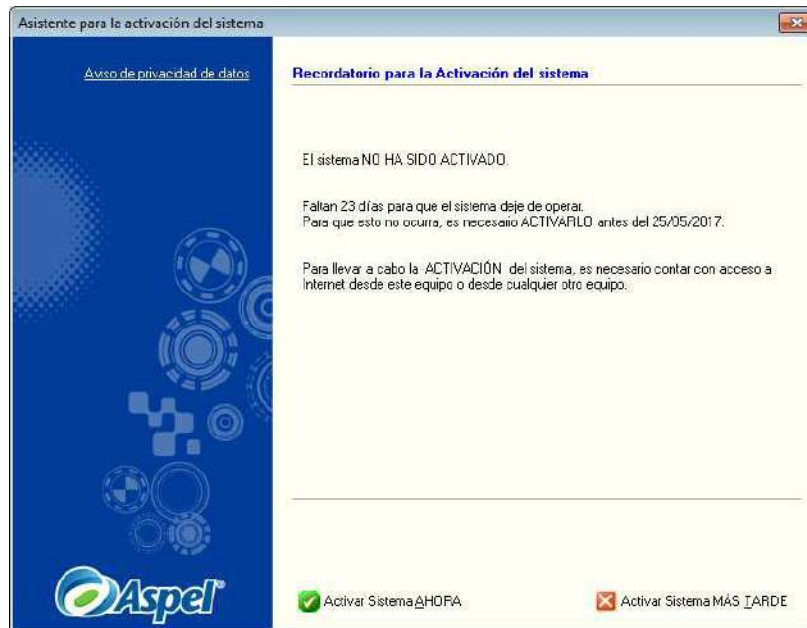 Asistente para la activación del sistema
Aviso de privacidad de datos
Recordatorio para la Activación del sistema
El sistema NO HA SIDO ACTIVADO.
Faltan 23 días para que el sistema deje de operar.
Para que esto no ocurra, es necesario ACTIVARLO antes del 25/05/2017.
Para llevar a cabo la ACTIVACIÓN del sistema, es necesario contar con acceso a
Internet desde este equipo o desde cualquier otro equipo.
Aspel®
Activar Sistema AHORA
Activar Sistema MÁS TARDE